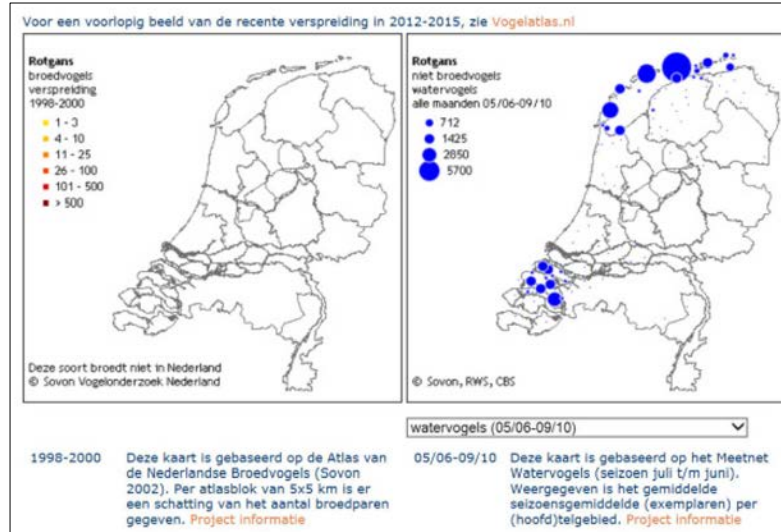 Voor een voorlopig beeld van de recente verspreiding in 2012-2015, zie Vogelatlas.nl
Rotgans
broedvogels
verspreiding
1998-2000
1 - 3
4 - 10
11 - 25
26 - 100
101 - 500
> 500
Deze soort broedt niet in Nederland
© Sovon Vogelonderzoek Nederland
Rotgans
niet broedvogels
watervogels
alle maanden 05/06-09/10
712
1425
2850
5700
© Sovon, RWS, CBS
watervogels (05/06-09/10)
1998-2000
Deze kaart is gebaseerd op de Atlas van
de Nederlandse Broedvogels (Sovon
2002). Per atlasblok van 5x5 km is er
een schatting van het aantal broedparen
gegeven. Project informatie
05/06-09/10
Deze kaart is gebaseerd op het Meetnet
Watervogels (seizoen juli t/m juni).
Weergegeven is het gemiddelde
seizoensgemiddelde (exemplaren) per
(hoofd)telgebied. Project informatie